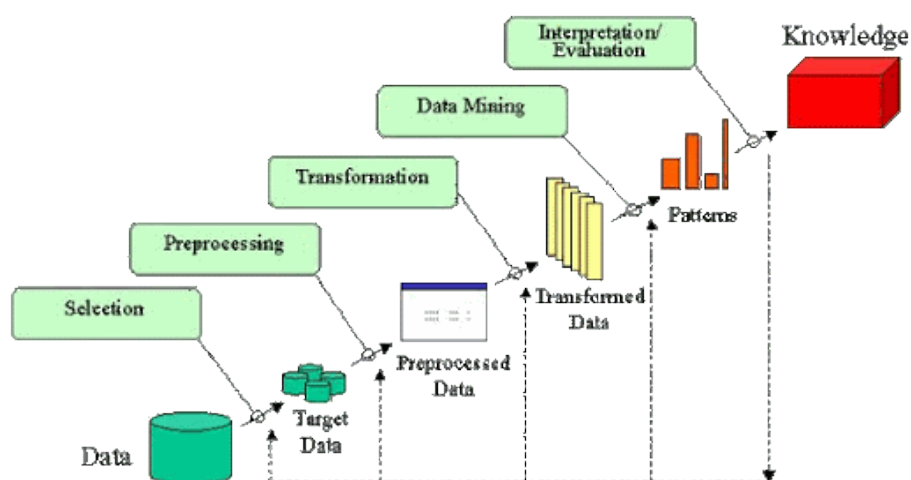 Interpretation/
Evaluation
Knowledge
Data Mining
Transformation
Patterns
Preprocessing
Transformed
Data
Selection
Preprocessed
Data
Target
Data
Data